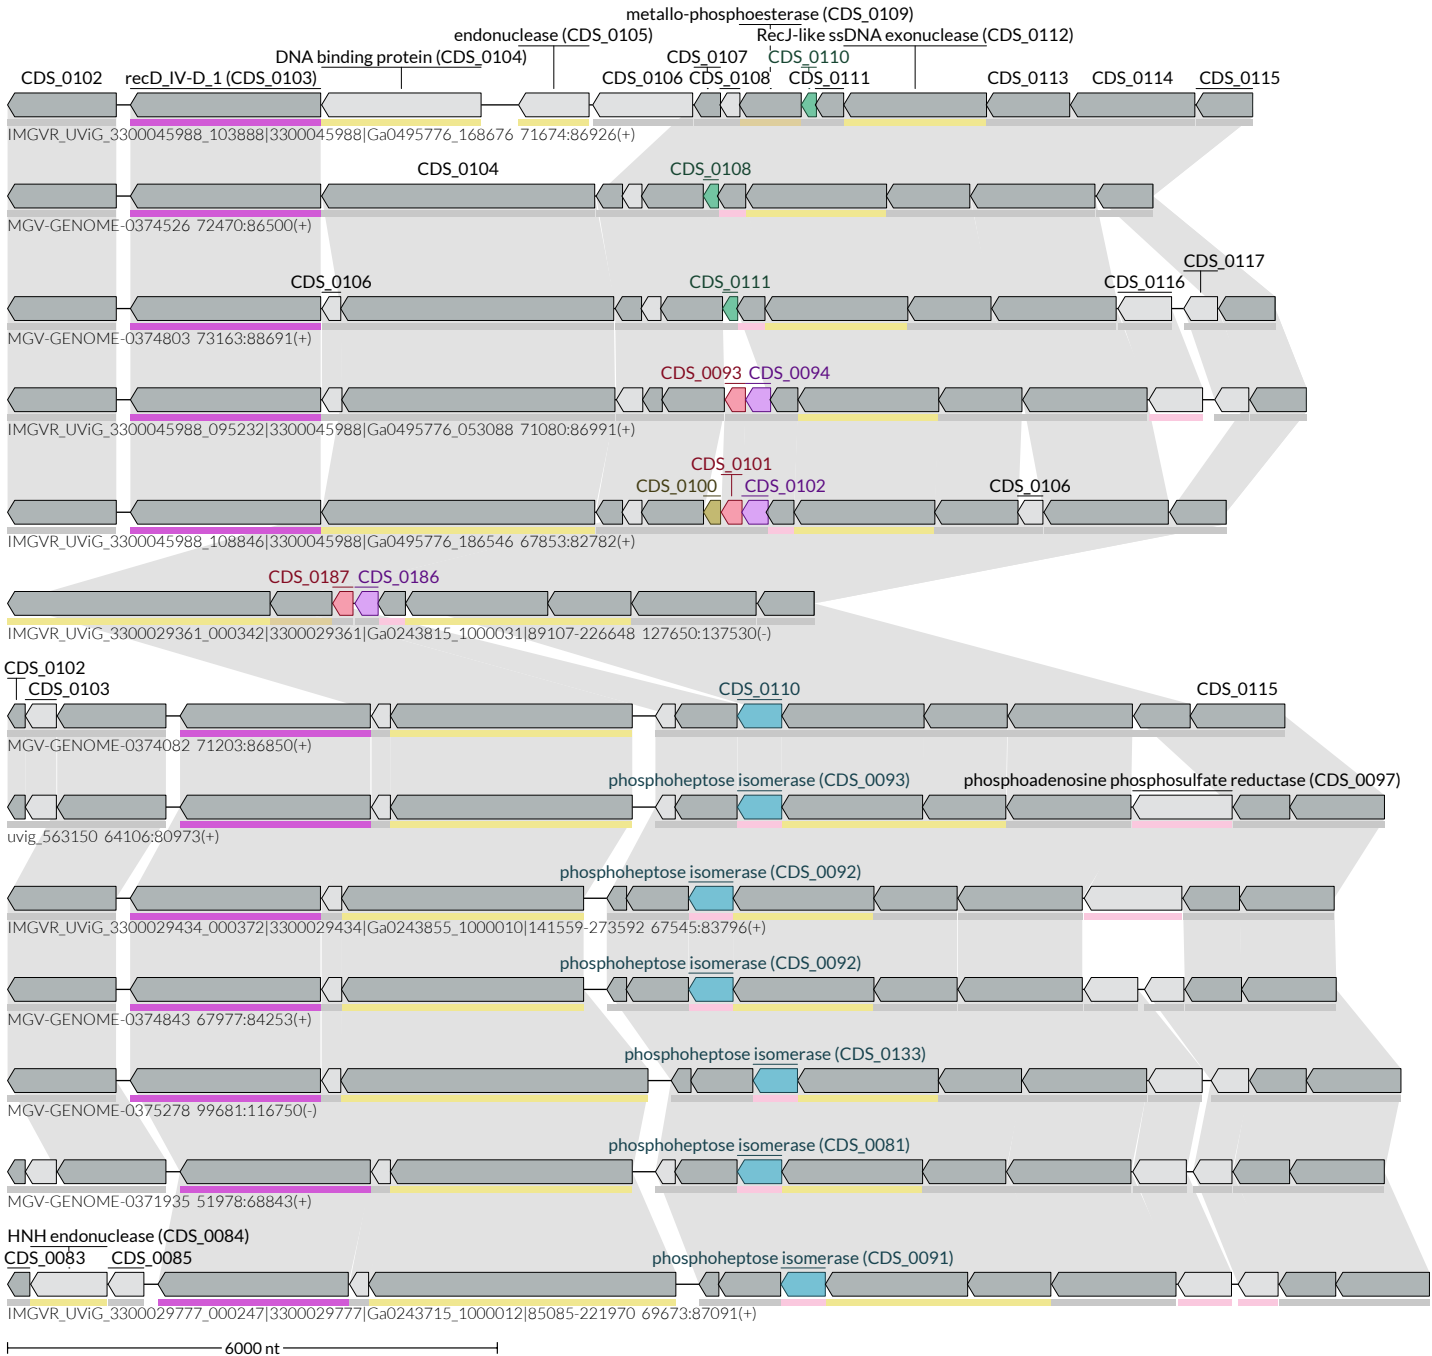 metallo-phosphoesterase (CDS_0109)
endonuclease (CDS_0105) RecJ-like ssDNA exonuclease (CDS_0112)
DNA binding protein (CDS_0104) CDS_0107 CDS_0110
CDS_0102 recD_IV-D_1 (CDS_0103) CDS_0106 CDS_0108 CDS_0111 CDS_0113 CDS_0114 CDS_0115
IMGVR_UViG_3300045988_103888|3300045988|Ga0495776_168676 71674:86926(+)
CDS_0104 CDS_0108
MGV-GENOME-0374526 72470:86500(+)
CDS_0117
CDS_0106 CDS_0111 CDS_0116
MGV-GENOME-0374803 73163:88691(+)
CDS_0093 CDS_0094
IMGVR_UViG_3300045988_095232|3300045988|Ga0495776_053088 71080:86991(+)
CDS_0101
CDS_0100 CDS_0102 CDS_0106
IMGVR_UViG_3300045988_108846|3300045988|Ga0495776_186546 67853:82782(+)
CDS_0187 CDS_0186
IMGVR_UViG_3300029361_000342|3300029361|Ga0243815_1000031|89107-226648 127650:137530(-)
CDS_0102
CDS_0103 CDS_0110 CDS_0115
MGV-GENOME-0374082 71203:86850(+)
phosphoheptose isomerase (CDS_0093) phosphoadenosine phosphosulfate reductase (CDS_0097)
uvig_563150 64106:80973(+)
phosphoheptose isomerase (CDS_0092)
IMGVR_UViG_3300029434_000372|3300029434|Ga0243855_1000010|141559-273592 67545:83796(+)
phosphoheptose isomerase (CDS_0092)
MGV-GENOME-0374843 67977:84253(+)
phosphoheptose isomerase (CDS_0133)
MGV-GENOME-0375278 99681:116750(-)
phosphoheptose isomerase (CDS_0081)
MGV-GENOME-0371935 51978:68843(+)
HNH endonuclease (CDS_0084)
CDS_0083 CDS_0085 phosphoheptose isomerase (CDS_0091)
IMGVR_UViG_3300029777_000247|3300029777|Ga0243715_1000012|85085-221970 69673:87091(+)
6000 nt